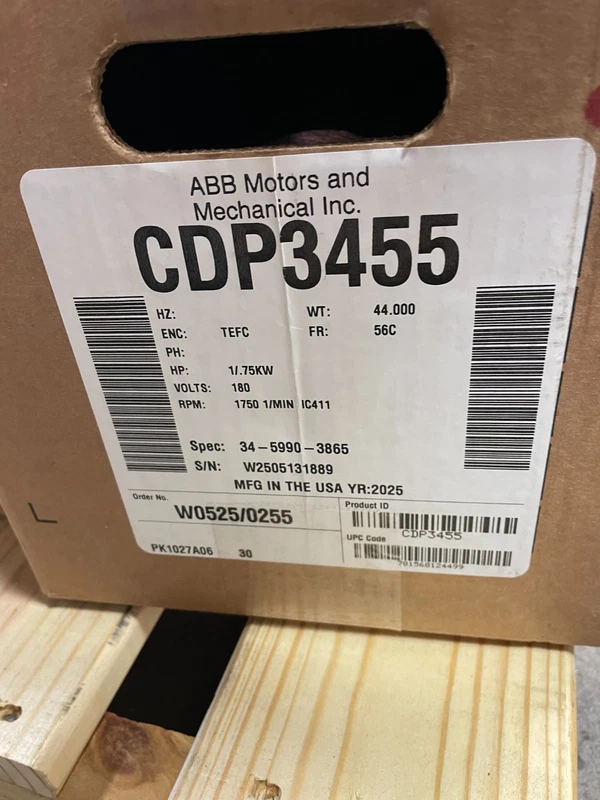 ABB Motors and
Mechanical Inc.
CDP3455
HZ: WT: 44.000
ENC: TEFC FR: 56C
PH:
HP: 1/.75KW
VOLTS: 180
RPM: 1750 1/MIN IC411
Spec: 34-5990-3865
S/N: W2505131889
MFG IN THE USA YR:2025
Order No. Product ID
W0525/0255
CDP3455
UPC Code
781568124499
PK1027A06 30